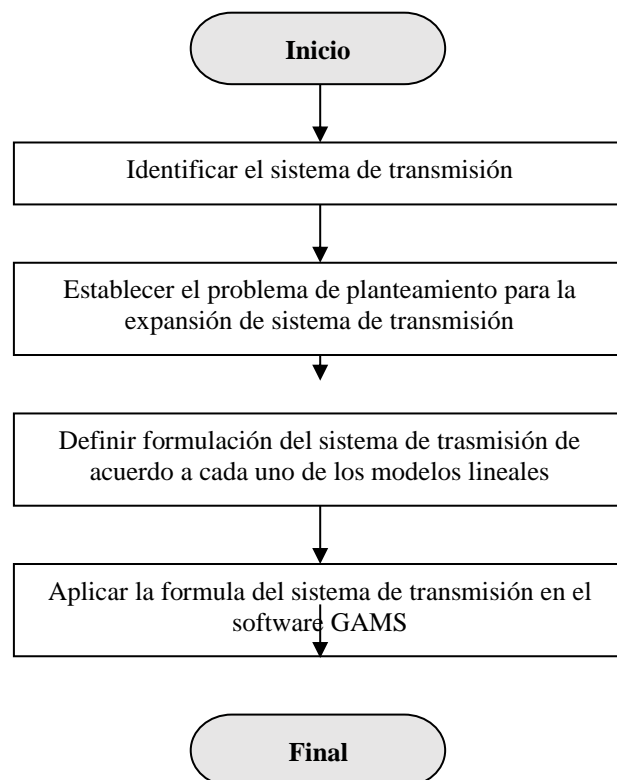 Inicio
Identificar el sistema de transmisión
Establecer el problema de planteamiento para la
expansión de sistema de transmisión
Definir formulación del sistema de trasmisión de
acuerdo a cada uno de los modelos lineales
Aplicar la formula del sistema de transmisión en el
software GAMS
Final